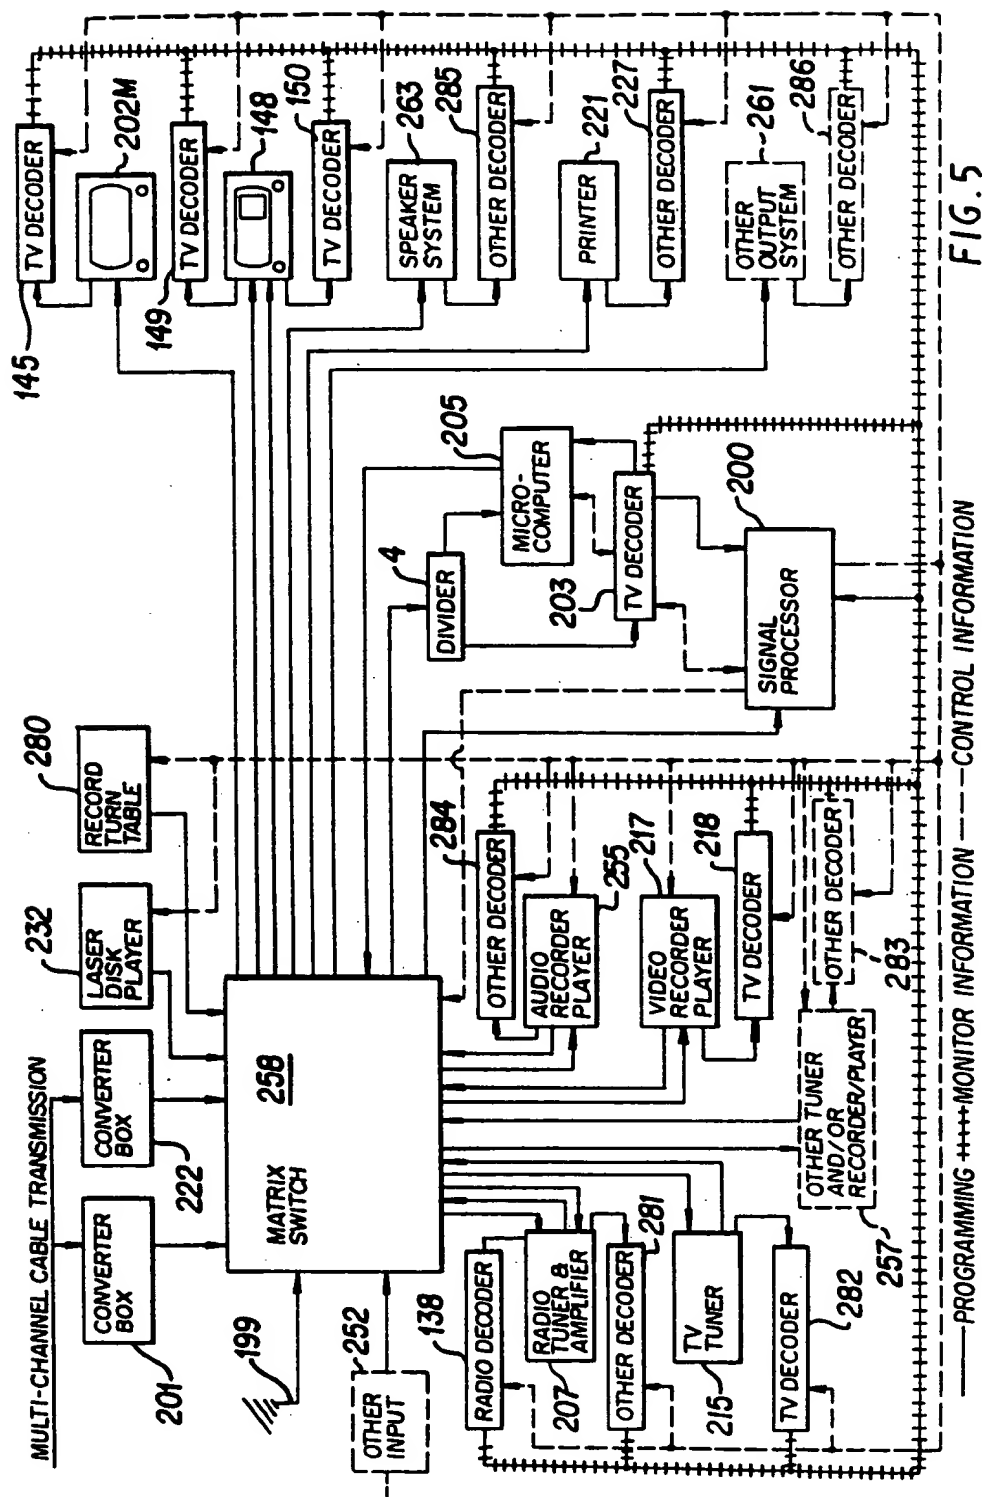 MULTI-CHANNEL CABLE TRANSMISSION
CONVERTER
BOX
201
CONVERTER
BOX
222
LASER
DISK
PLAYER
232
RECORD
TURN
TABLE
280
199
OTHER
INPUT
252
MATRIX
SWITCH
258
RADIO DECODER
138
RADIO
TUNER &
AMPLIFIER
207
OTHER DECODER
281
TV
TUNER
215
TV DECODER
282
OTHER DECODER
284
AUDIO
RECORDER
PLAYER
255
VIDEO
RECORDER
PLAYER
217
TV DECODER
218
OTHER TUNER
AND/OR
RECORDER/PLAYER
257
OTHER DECODER
283
DIVIDER
4
MICRO-
COMPUTER
205
TV DECODER
203
SIGNAL
PROCESSOR
200
TV DECODER
145
202M
TV DECODER
149
148
TV DECODER
150
SPEAKER
SYSTEM
263
OTHER DECODER
285
PRINTER
221
OTHER DECODER
227
OTHER
OUTPUT
SYSTEM
261
OTHER DECODER
286
PROGRAMMING MONITOR INFORMATION CONTROL INFORMATION
FIG. 5